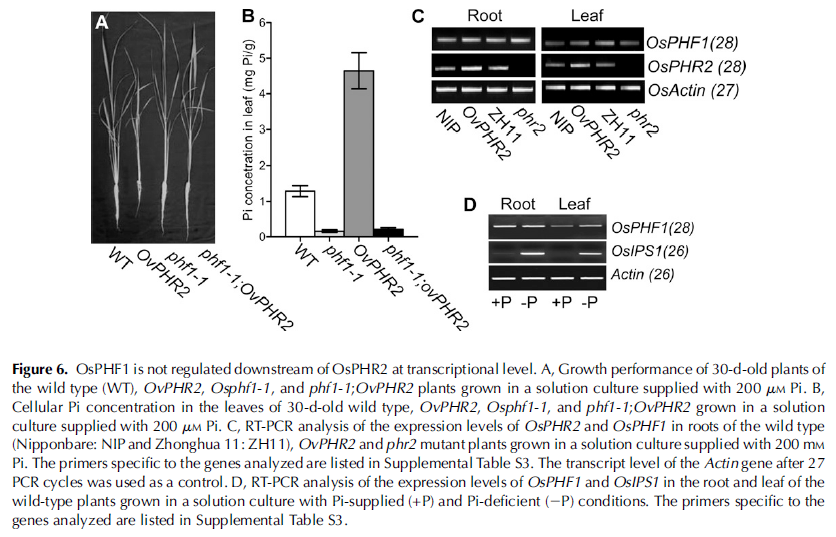 A
WT
OvPHR2
phf1-1
phf1-1;OvPHR2
B
Pi concetration in leaf (mg Pi/g)
6
5
4
3
2
1
0
WT
phf1-1
OvPHR2
phf1-1;ovPHR2
C
Root Leaf
OsPHF1(28)
OsPHR2 (28)
OsActin (27)
NIP OvPHR2 ZH11 phr2 NIP OvPHR2 ZH11 phr2
D
Root Leaf
OsPHF1(28)
OsIPS1(26)
Actin (26)
+P -P +P -P
Figure 6. OsPHF1 is not regulated downstream of OsPHR2 at transcriptional level. A, Growth performance of 30-d-old plants of
the wild type (WT), OvPHR2, Osphf1-1, and phf1-1;OvPHR2 plants grown in a solution culture supplied with 200 μM Pi. B,
Cellular Pi concentration in the leaves of 30-d-old wild type, OvPHR2, Osphf1-1, and phf1-1;OvPHR2 grown in a solution
culture supplied with 200 μM Pi. C, RT-PCR analysis of the expression levels of OsPHR2 and OsPHF1 in roots of the wild type
(Nipponbare: NIP and Zhonghua 11: ZH11), OvPHR2 and phr2 mutant plants grown in a solution culture supplied with 200 mM
Pi. The primers specific to the genes analyzed are listed in Supplemental Table S3. The transcript level of the Actin gene after 27
PCR cycles was used as a control. D, RT-PCR analysis of the expression levels of OsPHF1 and OsIPS1 in the root and leaf of the
wild-type plants grown in a solution culture with Pi-supplied (+P) and Pi-deficient (−P) conditions. The primers specific to the
genes analyzed are listed in Supplemental Table S3.